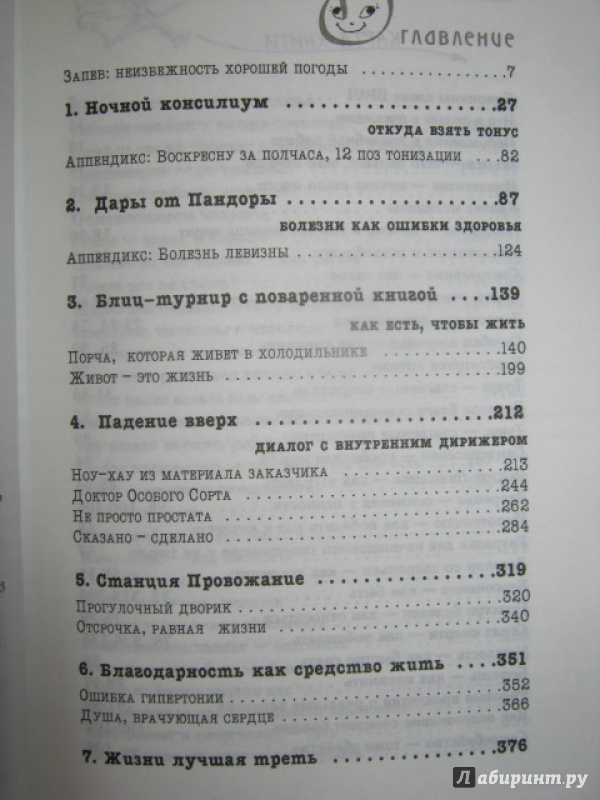 Оглавление
Запев: неизбежность хорошей погоды ................. 7
1. Ночной консилиум ...................... 27
откуда взять тонус
Аппендикс: Воскресну за полчаса, 12 поз тонизации ... 82
2. Дары от Пандоры ...................... 87
болезни как ошибки здоровья
Аппендикс: Болезнь левизны ...................... 124
3. Блиц-турнир с поваренной книгой .... 139
как есть, чтобы жить
Порча, которая живет в холодильнике ............ 140
Живот – это жизнь ...................... 199
4. Падение вверх ...................... 212
диалог с внутренним дирижером
Ноу-хау из материала заказчика ............ 213
Доктор Особого Сорта ...................... 244
Не просто простата ...................... 262
Сказано – сделано ...................... 284
5. Станция Провожание ................. 319
Прогулочный дворик ...................... 320
Отсрочка, равная жизни ...................... 340
6. Благодарность как средство жить .... 351
Ошибка гипертонии ...................... 352
Душа, врачующая сердце ...................... 366
7. Жизни лучшая треть ................. 376
Лабиринт.ру